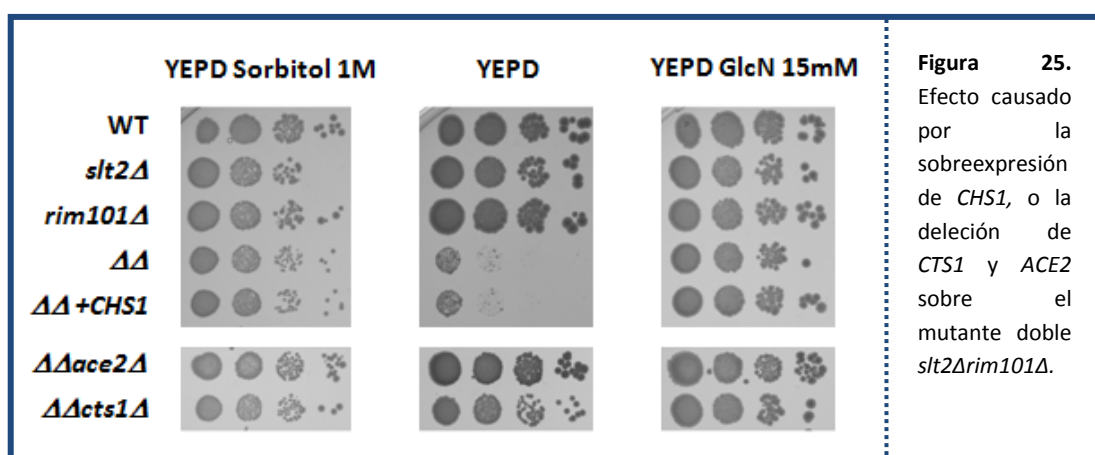 YEPD Sorbitol 1M YEPD YEPD GlcN 15mM
WT
slt2Δ
rim101Δ
ΔΔ
ΔΔ +CHS1
ΔΔace2Δ
ΔΔcts1Δ
Figura 25.
Efecto causado
por la
sobreexpresión
de CHS1, o la
deleción de
CTS1 y ACE2
sobre el
mutante doble
slt2Δrim101Δ.